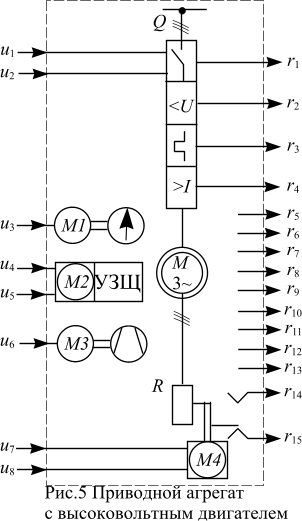 Q
u1
u2
r1
<U
r2
r3
>I
r4
u3
M1
r5
r6
u4
M2 УЗЩ
M 3~
r7
r8
u5
r9
r10
u6
M3
r11
r12
r13
R
r14
r15
u7
u8
M4
Рис.5 Приводной агрегат
с высоковольтным двигателем